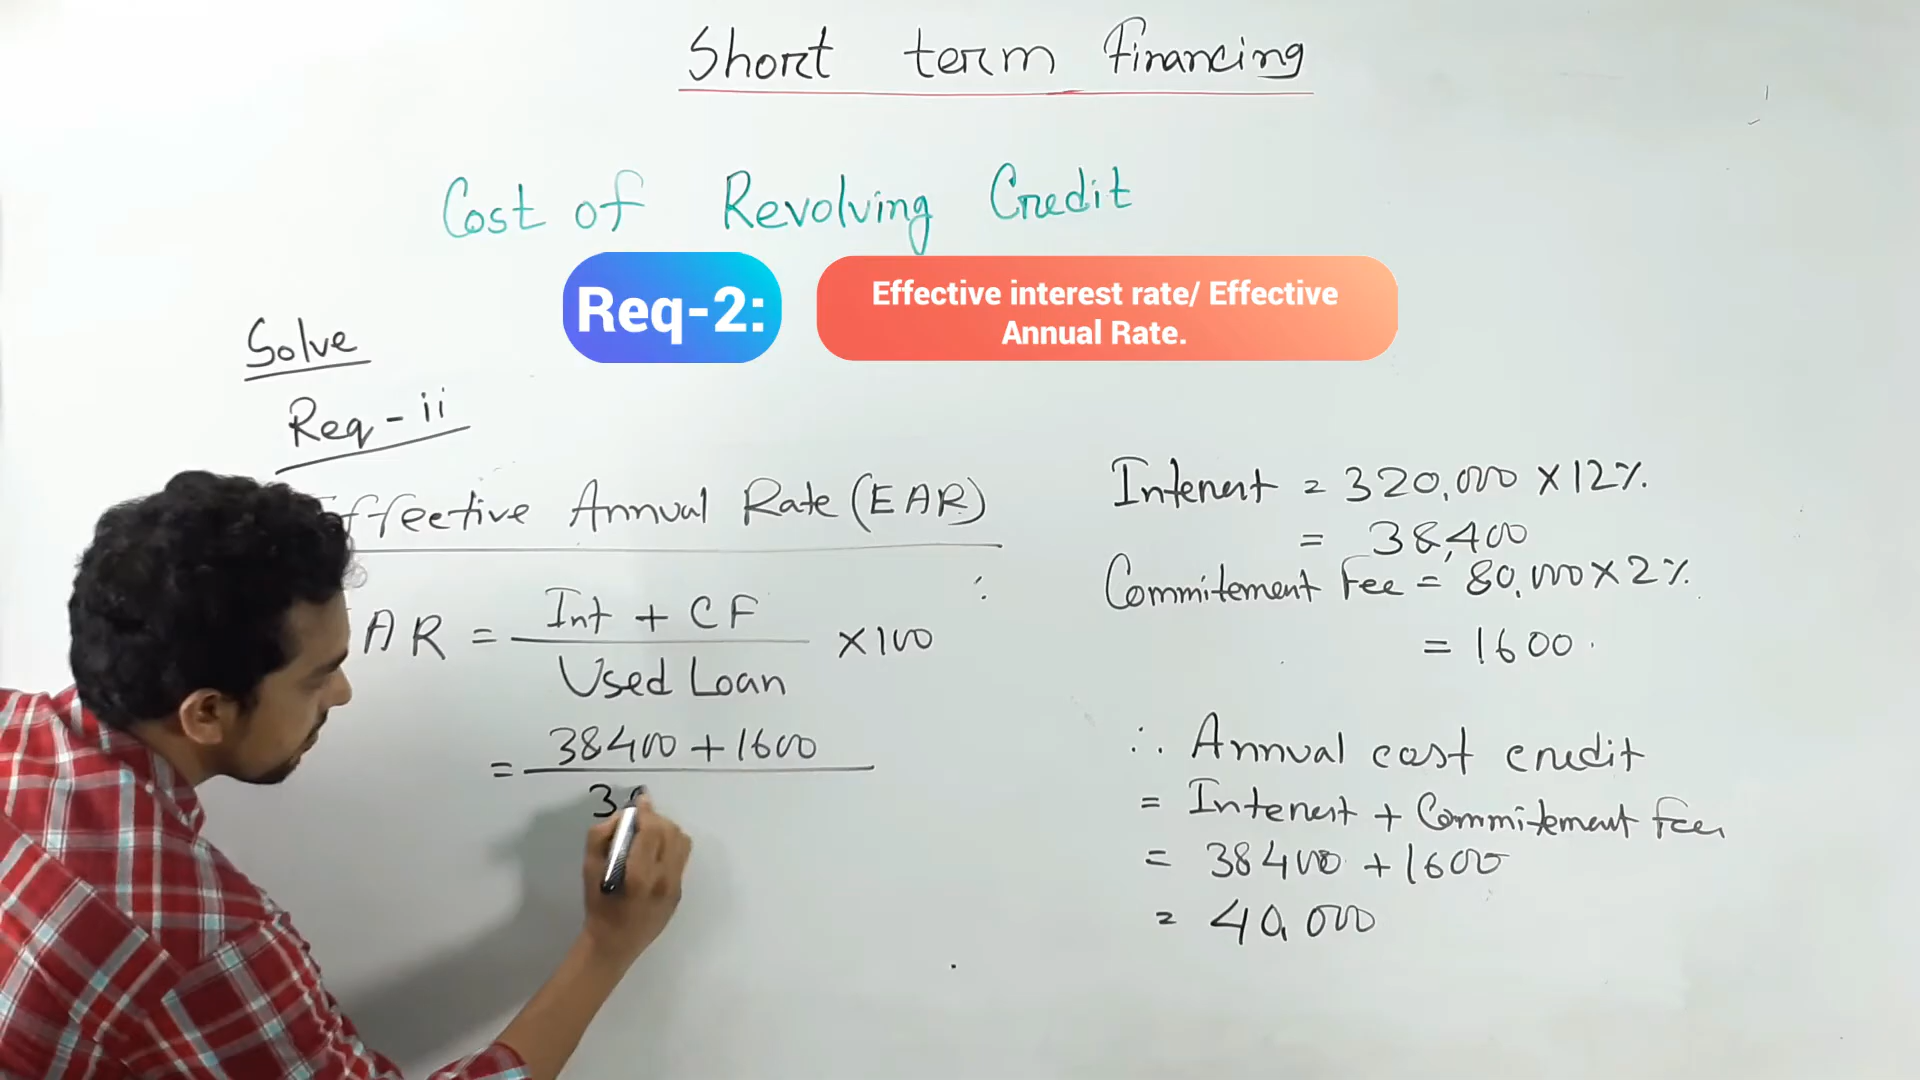 Short term Financing
Cost of Revolving Credit
Req-2:
Effective interest rate/ Effective
Annual Rate.
Solve
Req-ii
Effective Annual Rate (EAR)
AR = Int + CF / Used Loan ×100
= 38400 + 1600
3
Interest = 320,000 × 12%.
= 38,400
Commitement Fee = 80,000 × 2%.
= 1600.
∴ Annual cost credit
= Interest + Commitement Fee
= 38400 + 1600
= 40,000